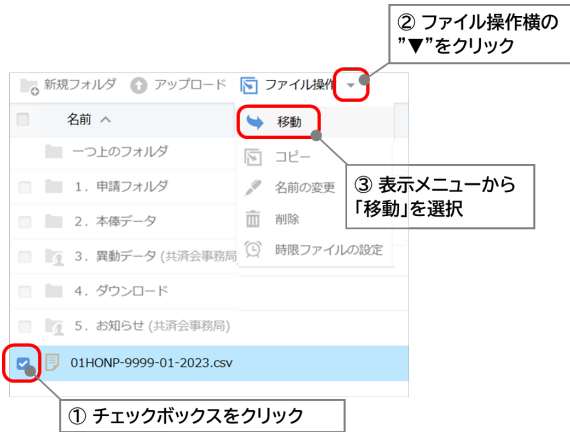 ② ファイル操作横の
”▼”をクリック
新規フォルダ アップロード ファイル操作
名前
移動
一つ上のフォルダ
コピー
③ 表示メニューから
「移動」を選択
1．申請フォルダ
名前の変更
2．本俸データ
削除
3．異動データ (共済会事務局
時限ファイルの設定
4．ダウンロード
5．お知らせ (共済会事務局)
01HONP-9999-01-2023.csv
① チェックボックスをクリック